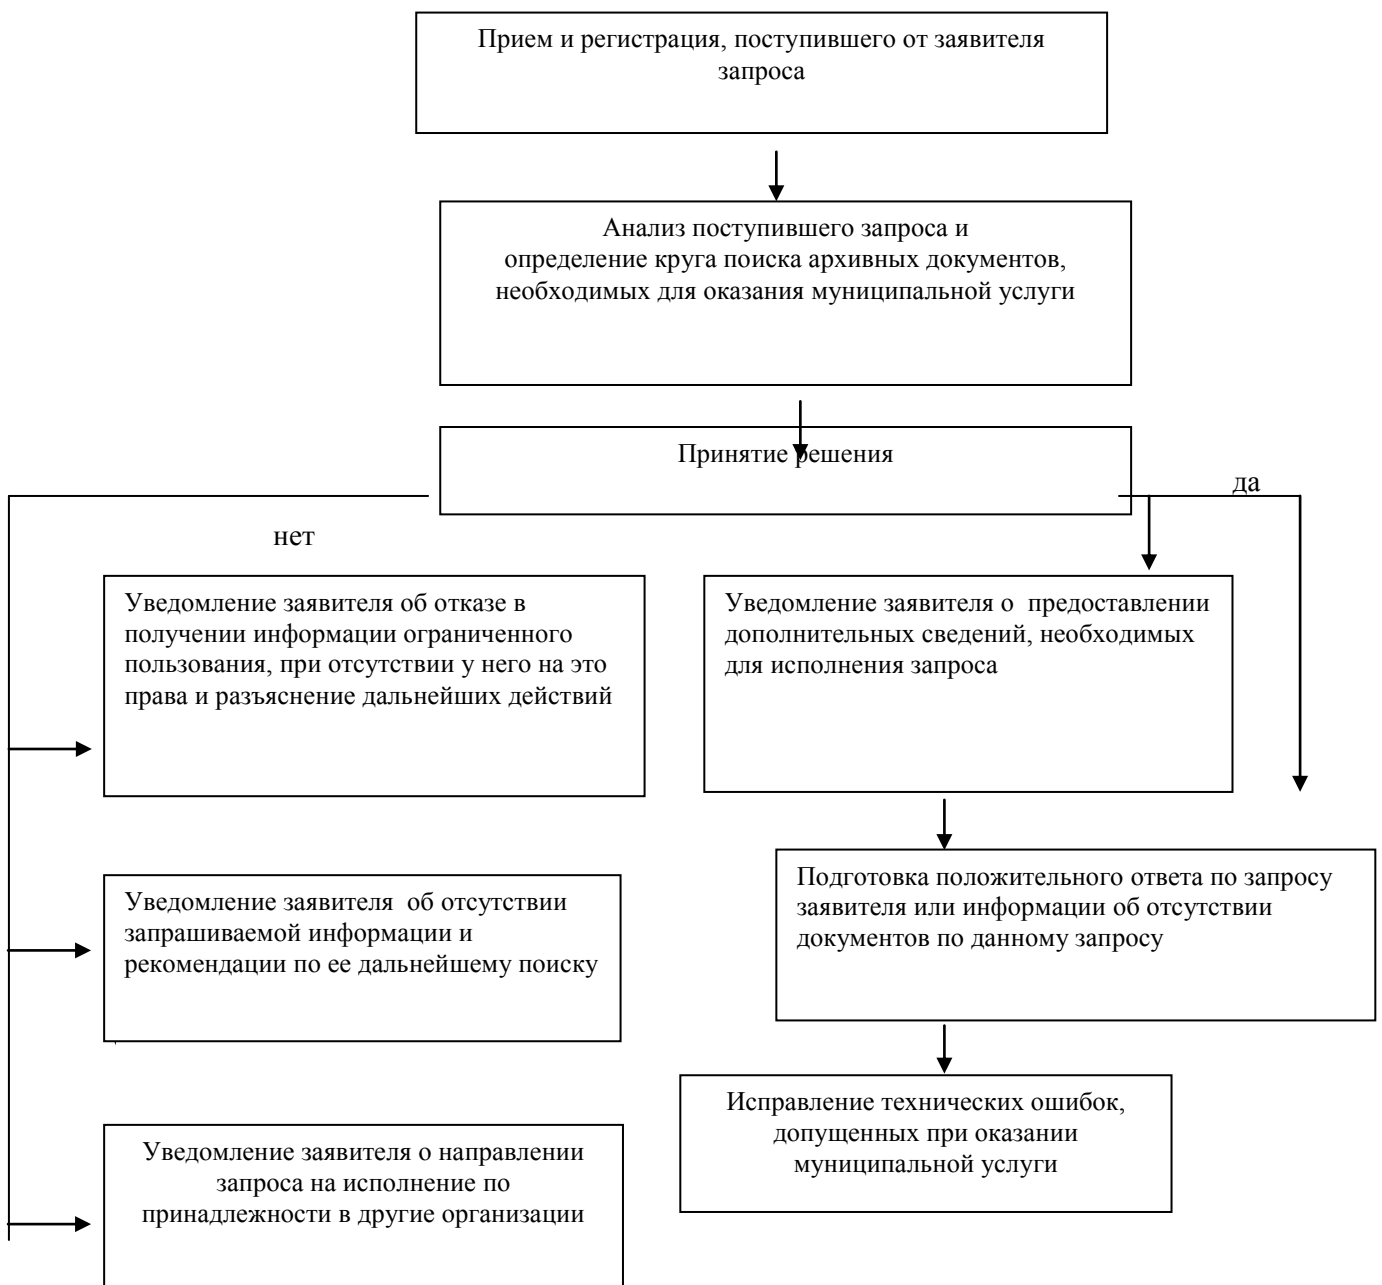 Прием и регистрация, поступившего от заявителя
запроса
Анализ поступившего запроса и
определение круга поиска архивных документов,
необходимых для оказания муниципальной услуги
Принятие решения
да
нет
Уведомление заявителя об отказе в
получении информации ограниченного
пользования, при отсутствии у него на это
права и разъяснение дальнейших действий
Уведомление заявителя о  предоставлении
дополнительных сведений, необходимых
для исполнения запроса
Уведомление заявителя  об отсутствии
запрашиваемой информации и
рекомендации по ее дальнейшему поиску
Подготовка положительного ответа по запросу
заявителя или информации об отсутствии
документов по данному запросу
Уведомление заявителя о направлении
запроса на исполнение по
принадлежности в другие организации
Исправление технических ошибок,
допущенных при оказании
муниципальной услуги